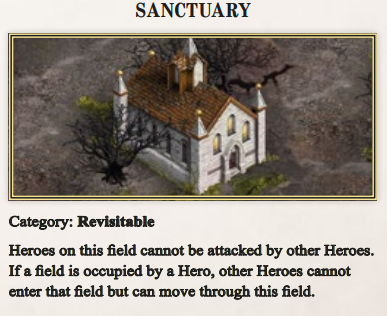 SANCTUARY
Category: Revisitable
Heroes on this field cannot be attacked by other Heroes.
If a field is occupied by a Hero, other Heroes cannot
enter that field but can move through this field.